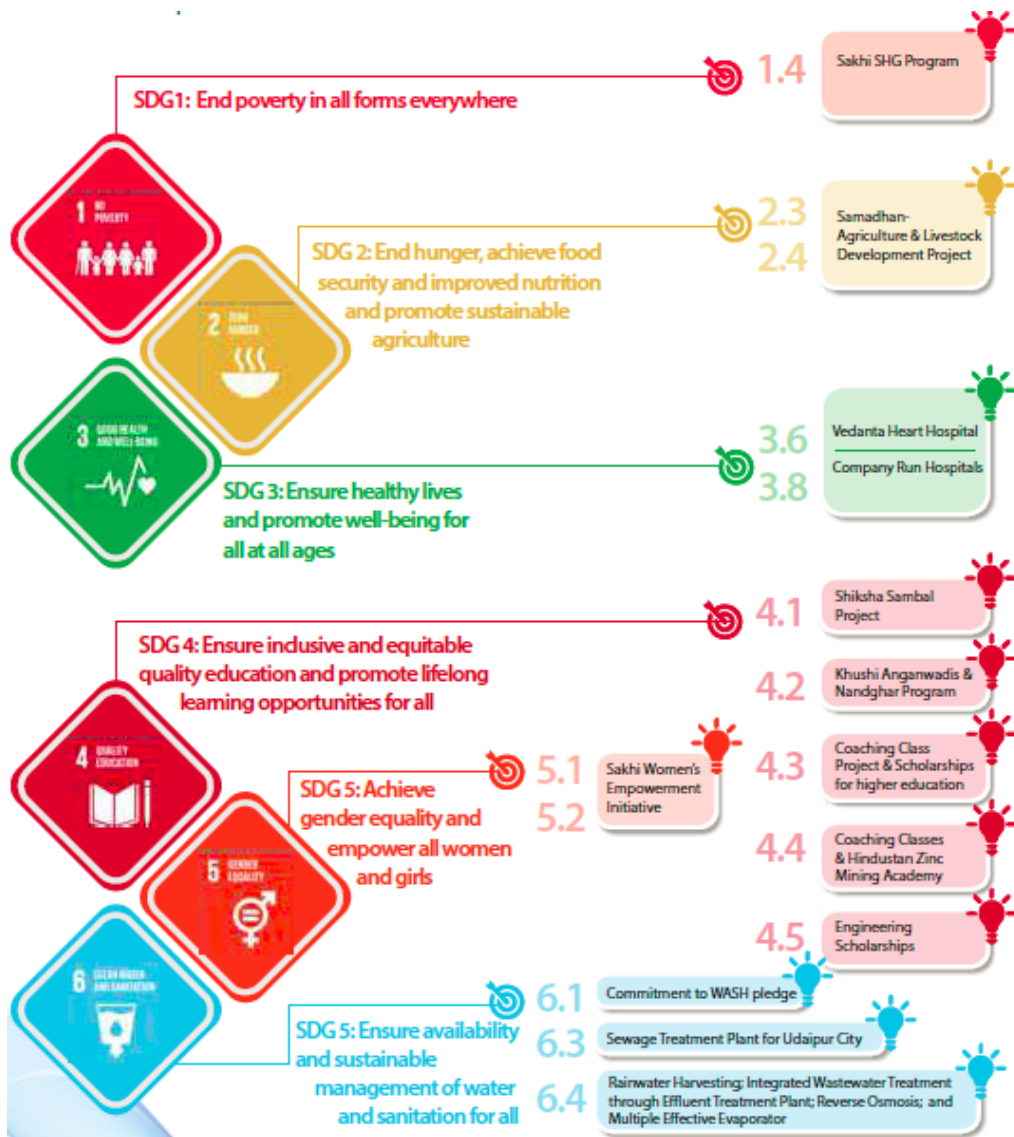 1.4
Sakhi SHG Program
SDG1: End poverty in all forms everywhere
1 NO
POVERTY
2.3
2.4
Samadhan-
Agriculture & Livestock
Development Project
SDG 2: End hunger, achieve food
security and improved nutrition
and promote sustainable
agriculture
2 ZERO
HUNGER
3 GOOD HEALTH
AND WELL-BEING
3.6
3.8
Vedanta Heart Hospital
Company Run Hospitals
SDG 3: Ensure healthy lives
and promote well-being for
all at all ages
SDG 4: Ensure inclusive and equitable
quality education and promote lifelong
learning opportunities for all
4.1
Shiksha Sambal
Project
4.2
Khushi Anganwadis &
Nandghar Program
4.3
Coaching Class
Project & Scholarships
for higher education
4.4
Coaching Classes
& Hindustan Zinc
Mining Academy
4.5
Engineering
Scholarships
4 QUALITY
EDUCATION
SDG 5: Achieve
gender equality and
empower all women
and girls
5.1
5.2
Sakhi Women's
Empowerment
Initiative
5 GENDER
EQUALITY
6 CLEAN WATER
AND SANITATION
SDG 5: Ensure availability
and sustainable
management of water
and sanitation for all
6.1
Commitment to WASH pledge
6.3
Sewage Treatment Plant for Udaipur City
6.4
Rainwater Harvesting; Integrated Wastewater Treatment
through Effluent Treatment Plant; Reverse Osmosis; and
Multiple Effective Evaporator